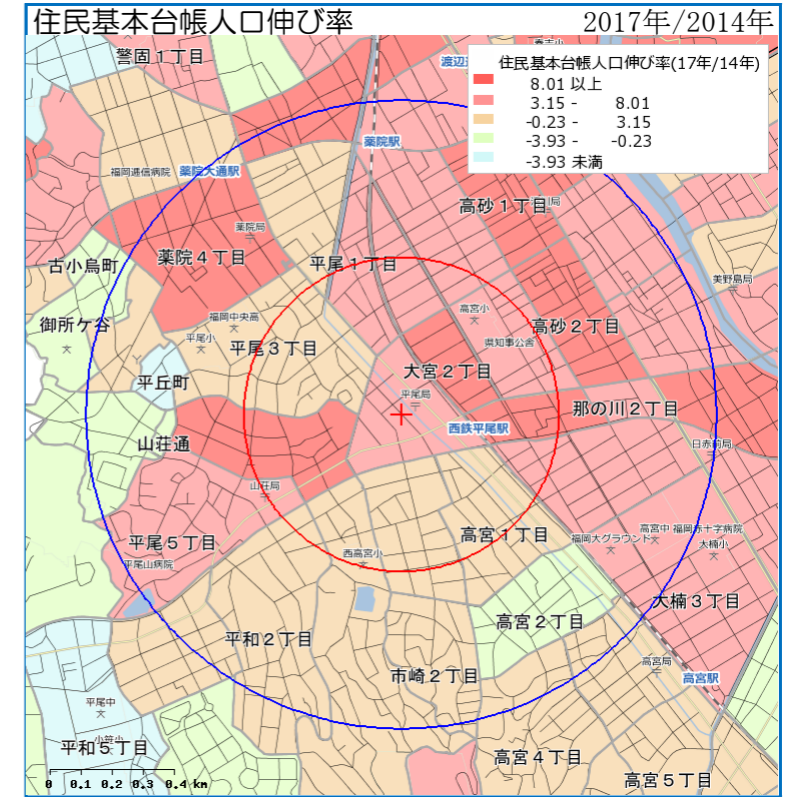 住民基本台帳人口伸び率
2017年/2014年
住民基本台帳人口伸び率(17年/14年)
8.01 以上
3.15 - 8.01
-0.23 - 3.15
-3.93 - -0.23
-3.93 未満
警固1丁目
薬院駅
福岡逓信病院
薬院大通駅
高砂1丁目
薬院局
薬院4丁目
平尾1丁目
古小烏町
美野島局
高宮小
福岡中央高
御所ケ谷
高砂2丁目
平尾小
平尾3丁目
県知事公舎
大宮2丁目
平丘町
平尾局
那の川2丁目
西鉄平尾駅
山荘通
日赤前局
山荘局
高宮中
福岡赤十字病院
高宮1丁目
福岡大グラウンド
平尾5丁目
大楠小
西高宮小
平尾山病院
大楠3丁目
高宮2丁目
平和2丁目
高宮局
市崎2丁目
高宮駅
平尾中
平和5丁目
高宮4丁目
高宮5丁目
0 0.1 0.2 0.3 0.4 km